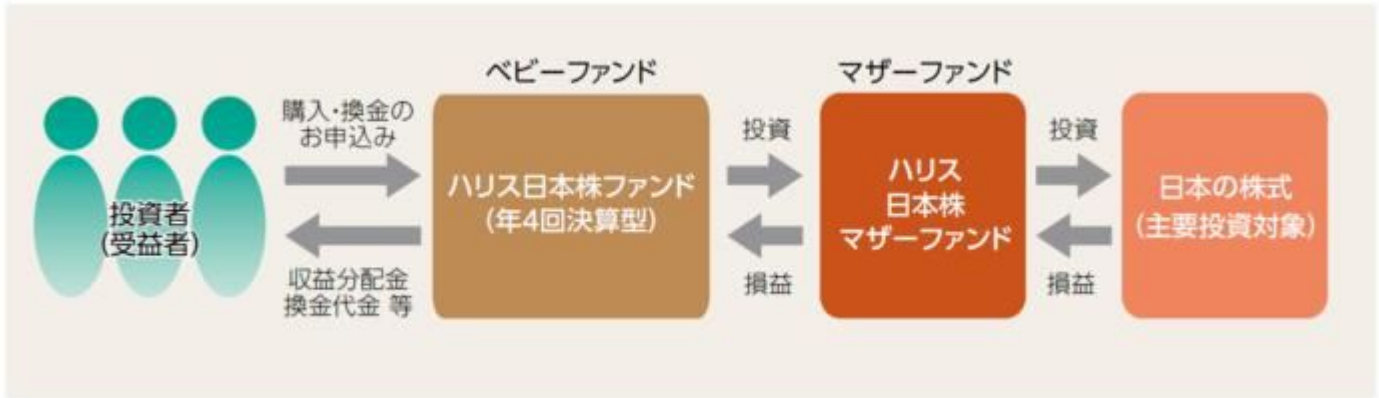 ベビーファンド
マザーファンド
購入・換金の
お申込み
投資者
(受益者)
収益分配金
換金代金 等
ハリス日本株ファンド
(年4回決算型)
投資
損益
ハリス
日本株
マザーファンド
投資
損益
日本の株式
(主要投資対象)